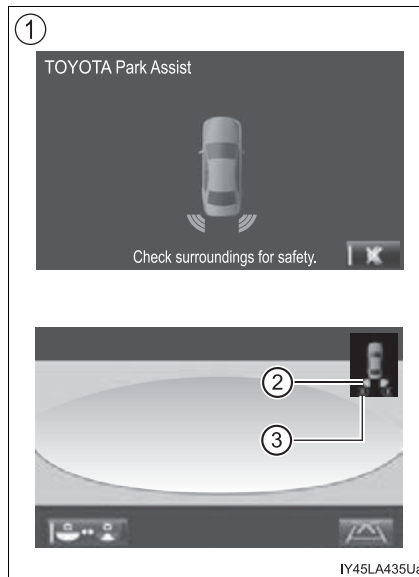 1
TOYOTA Park Assist
Check surroundings for safety.
2
3
IY45LA435Ua